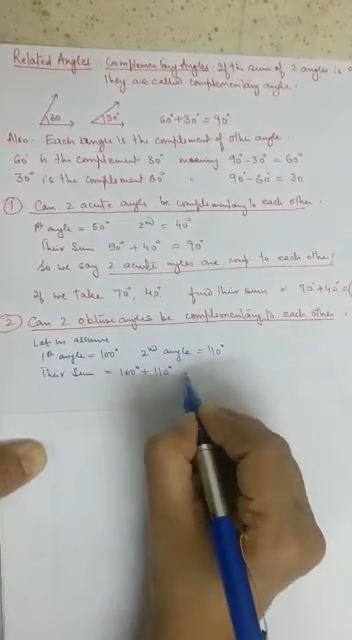 Related Angles Complementary Angles - If the sum of 2 angles is
They are called complementary angle.
60° 30° 60°+30° = 90°
Also - Each angle is the complement of other angle
60° is the complement 30° meaning 90°-30° = 60°
30° is the complement 60° " 90°-60° = 30
① Can 2 acute angles be complementary to each other.
1st angle = 50° 2nd = 40°
Their Sum 50°+40° = 90°
So we say 2 acute angles are comp to each other
If we take 70°, 40° find their sum = 70+40=
2 Can 2 obtuse angles be complementary to each other
Let us assume
1st angle = 100° 2nd angle = 110°
Their Sum = 100°+110°